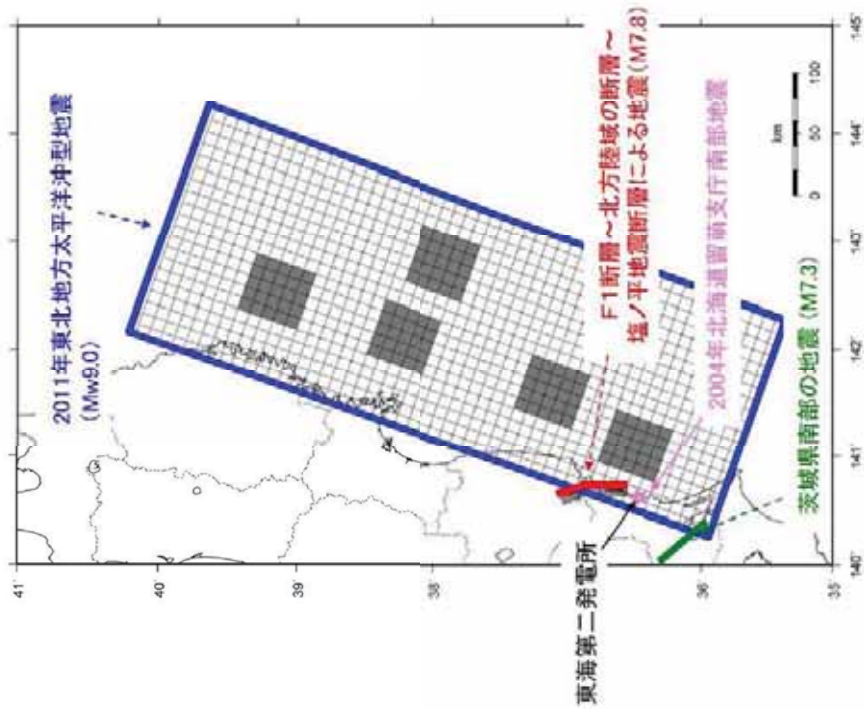 2011年東北地方太平洋沖型地震
(Mw9.0)
F1断層～北方陸域の断層～
塩ノ平地震断層による地震(M7.8)
2004年北海道留萌支庁南部地震
茨城県南部の地震(M7.3)
東海第二発電所
km
0 50 100
41
40
39
38
36
35
140°
141°
142°
143°
144°
145°